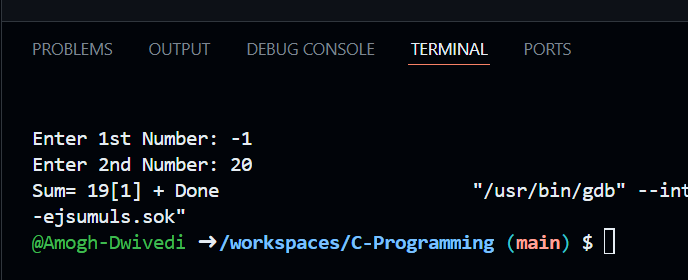 PROBLEMS OUTPUT DEBUG CONSOLE TERMINAL PORTS
Enter 1st Number: -1
Enter 2nd Number: 20
Sum= 19[1] + Done "/usr/bin/gdb" --int
-ejsumuls.sok"
@Amogh-Dwivedi ➜/workspaces/C-Programming (main) $